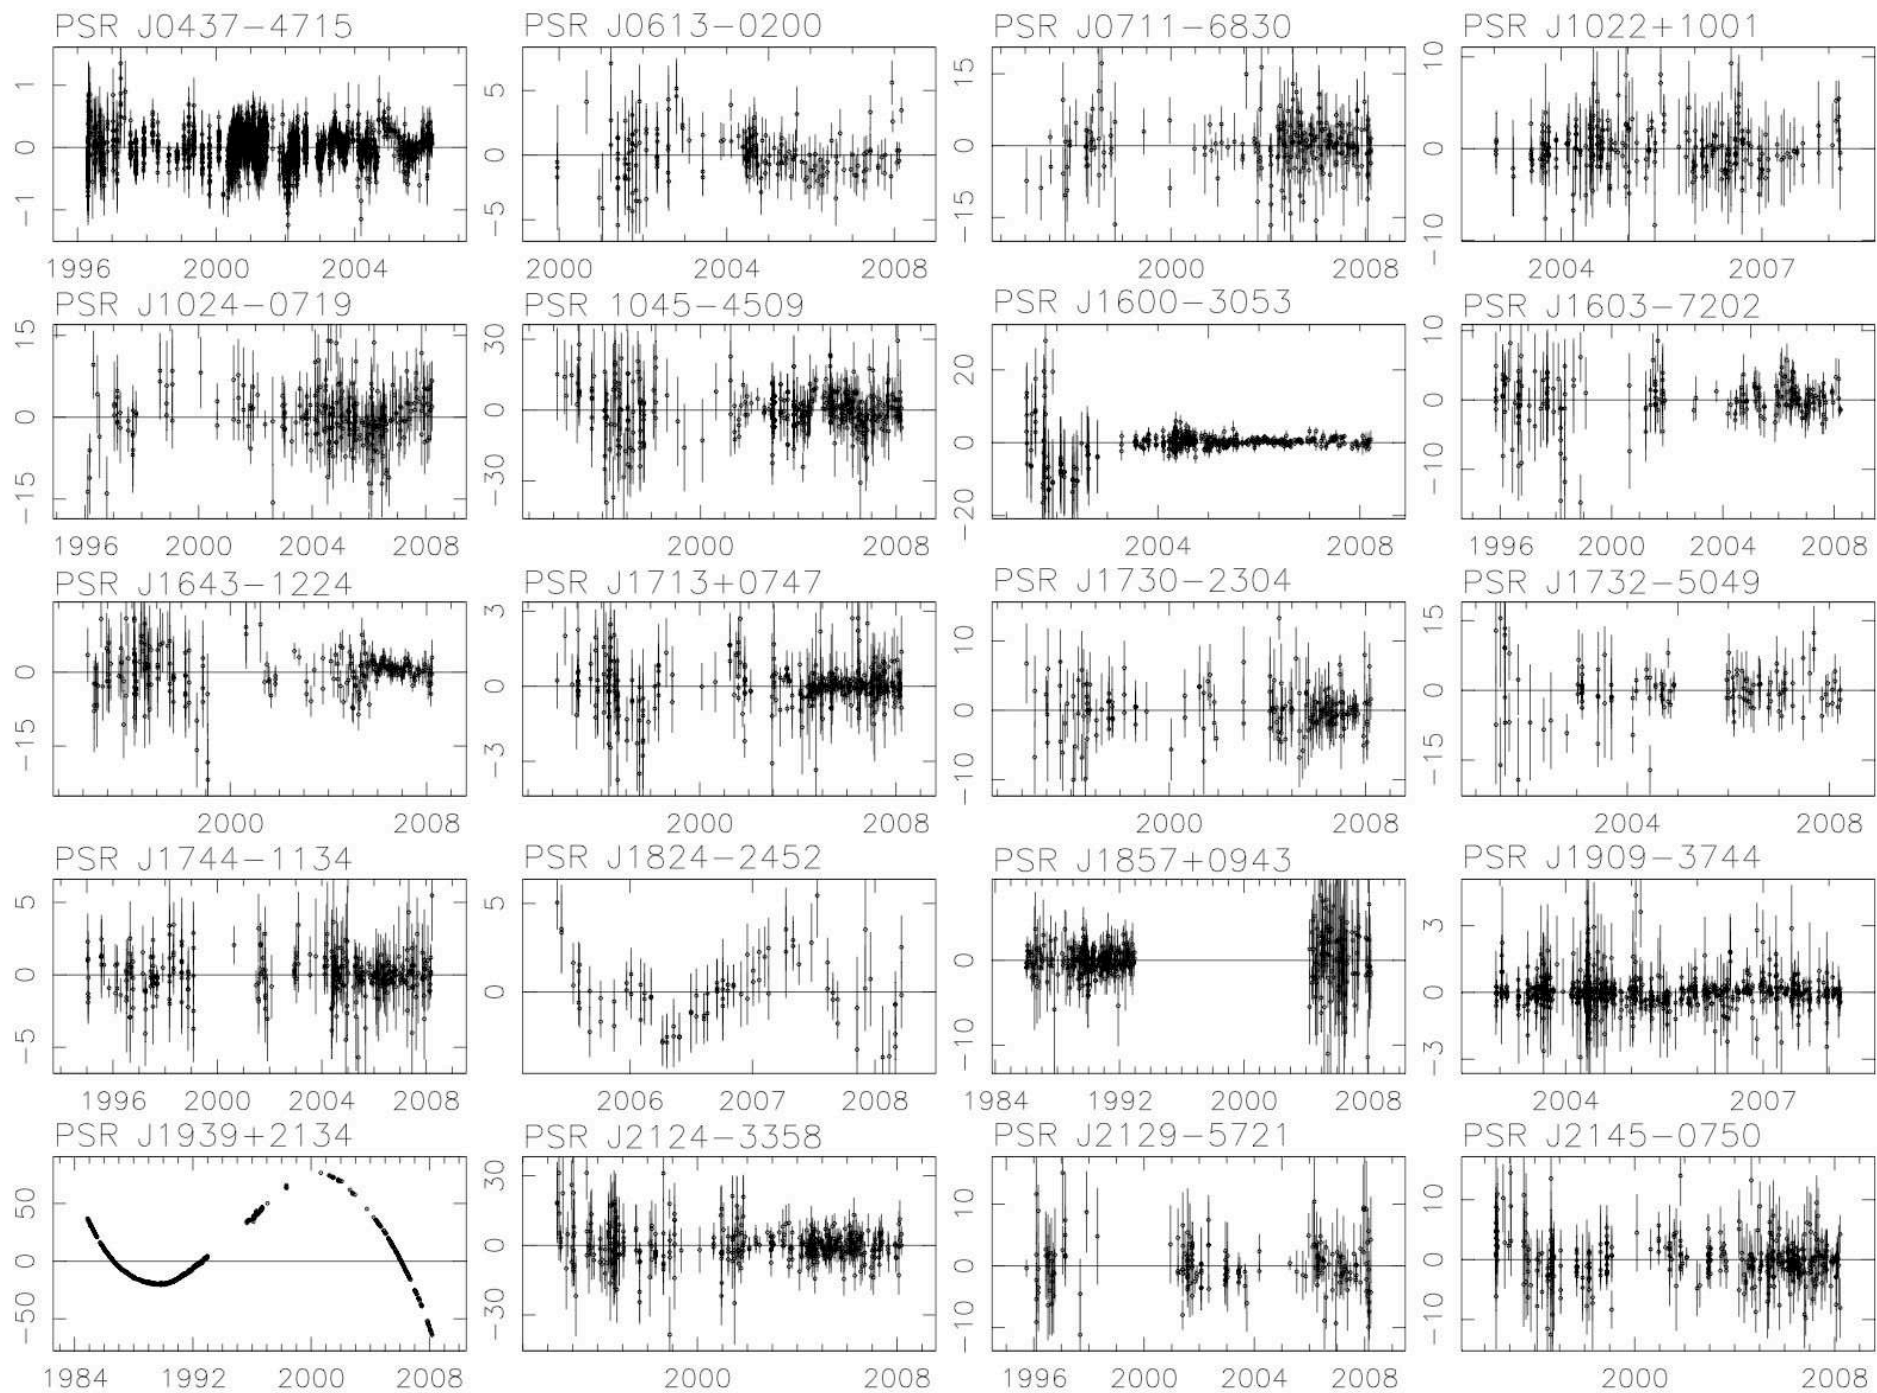 PSR J0437−4715 PSR J0613−0200 PSR J0711−6830 PSR J1022+1001
1 0 −1 5 0 −5 15 0 −15 10 0 −10
1996 2000 2004 2000 2004 2008 2000 2004 2008 2004 2007
PSR J1024−0719 PSR 1045−4509 PSR J1600−3053 PSR J1603−7202
15 0 −15 30 0 −30 20 0 −20 10 0 −10
1996 2000 2004 2008 2000 2008 2004 2008 1996 2000 2004 2008
PSR J1643−1224 PSR J1713+0747 PSR J1730−2304 PSR J1732−5049
0 −15 3 0 −3 10 0 −10 15 0 −15
2000 2008 2000 2008 2000 2004 2008 2004 2008
PSR J1744−1134 PSR J1824−2452 PSR J1857+0943 PSR J1909−3744
5 0 −5 5 0 0 −10 3 0 −3
1996 2000 2004 2008 2006 2007 2008 1984 1992 2000 2008 2004 2007
PSR J1939+2134 PSR J2124−3358 PSR J2129−5721 PSR J2145−0750
50 0 −50 30 0 −30 10 0 −10 10 0 −10
1984 1992 2000 2008 2000 2008 1996 2000 2004 2008 2000 2008